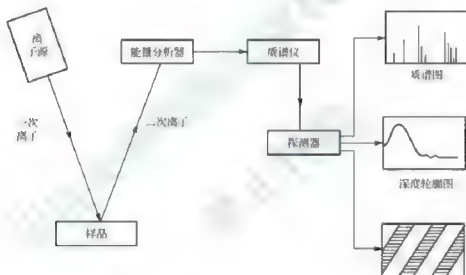 离
子源
能量分析器
质谱仪
质谱图
一次
离子
二次离子
探测器
深度轮廓图
样品